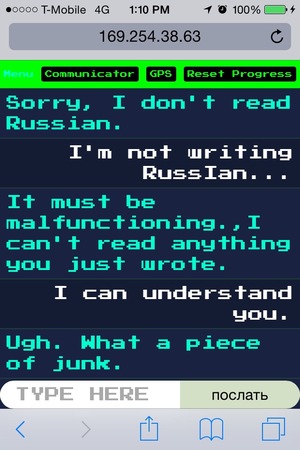 T-Mobile 4G 1:10 PM 100%
169.254.38.63
Menu Communicator GPS Reset Progress
Sorry, I don't read
Russian.
I'm not writing
RussIan...
It must be
malfunctioning.,I
can't read anything
you just wrote.
I can understand
you.
Ugh. What a piece
of junk.
TYPE HERE послать